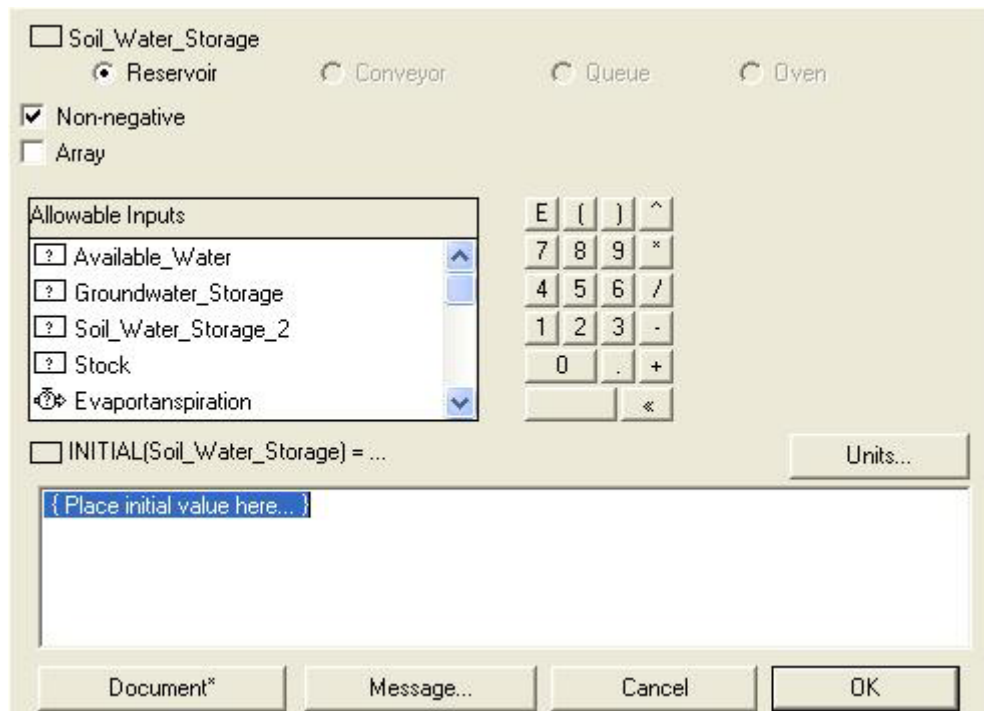 Soil_Water_Storage
Reservoir Conveyor Queue Oven
Non-negative
Array
Allowable Inputs
? Available_Water
? Groundwater_Storage
? Soil_Water_Storage_2
? Stock
? Evaportanspiration
E ( ) ^
7 8 9 *
4 5 6 /
1 2 3 -
0 . +
«
INITIAL(Soil_Water_Storage) = ...
Units...
{ Place initial value here... }
Document* Message... Cancel OK